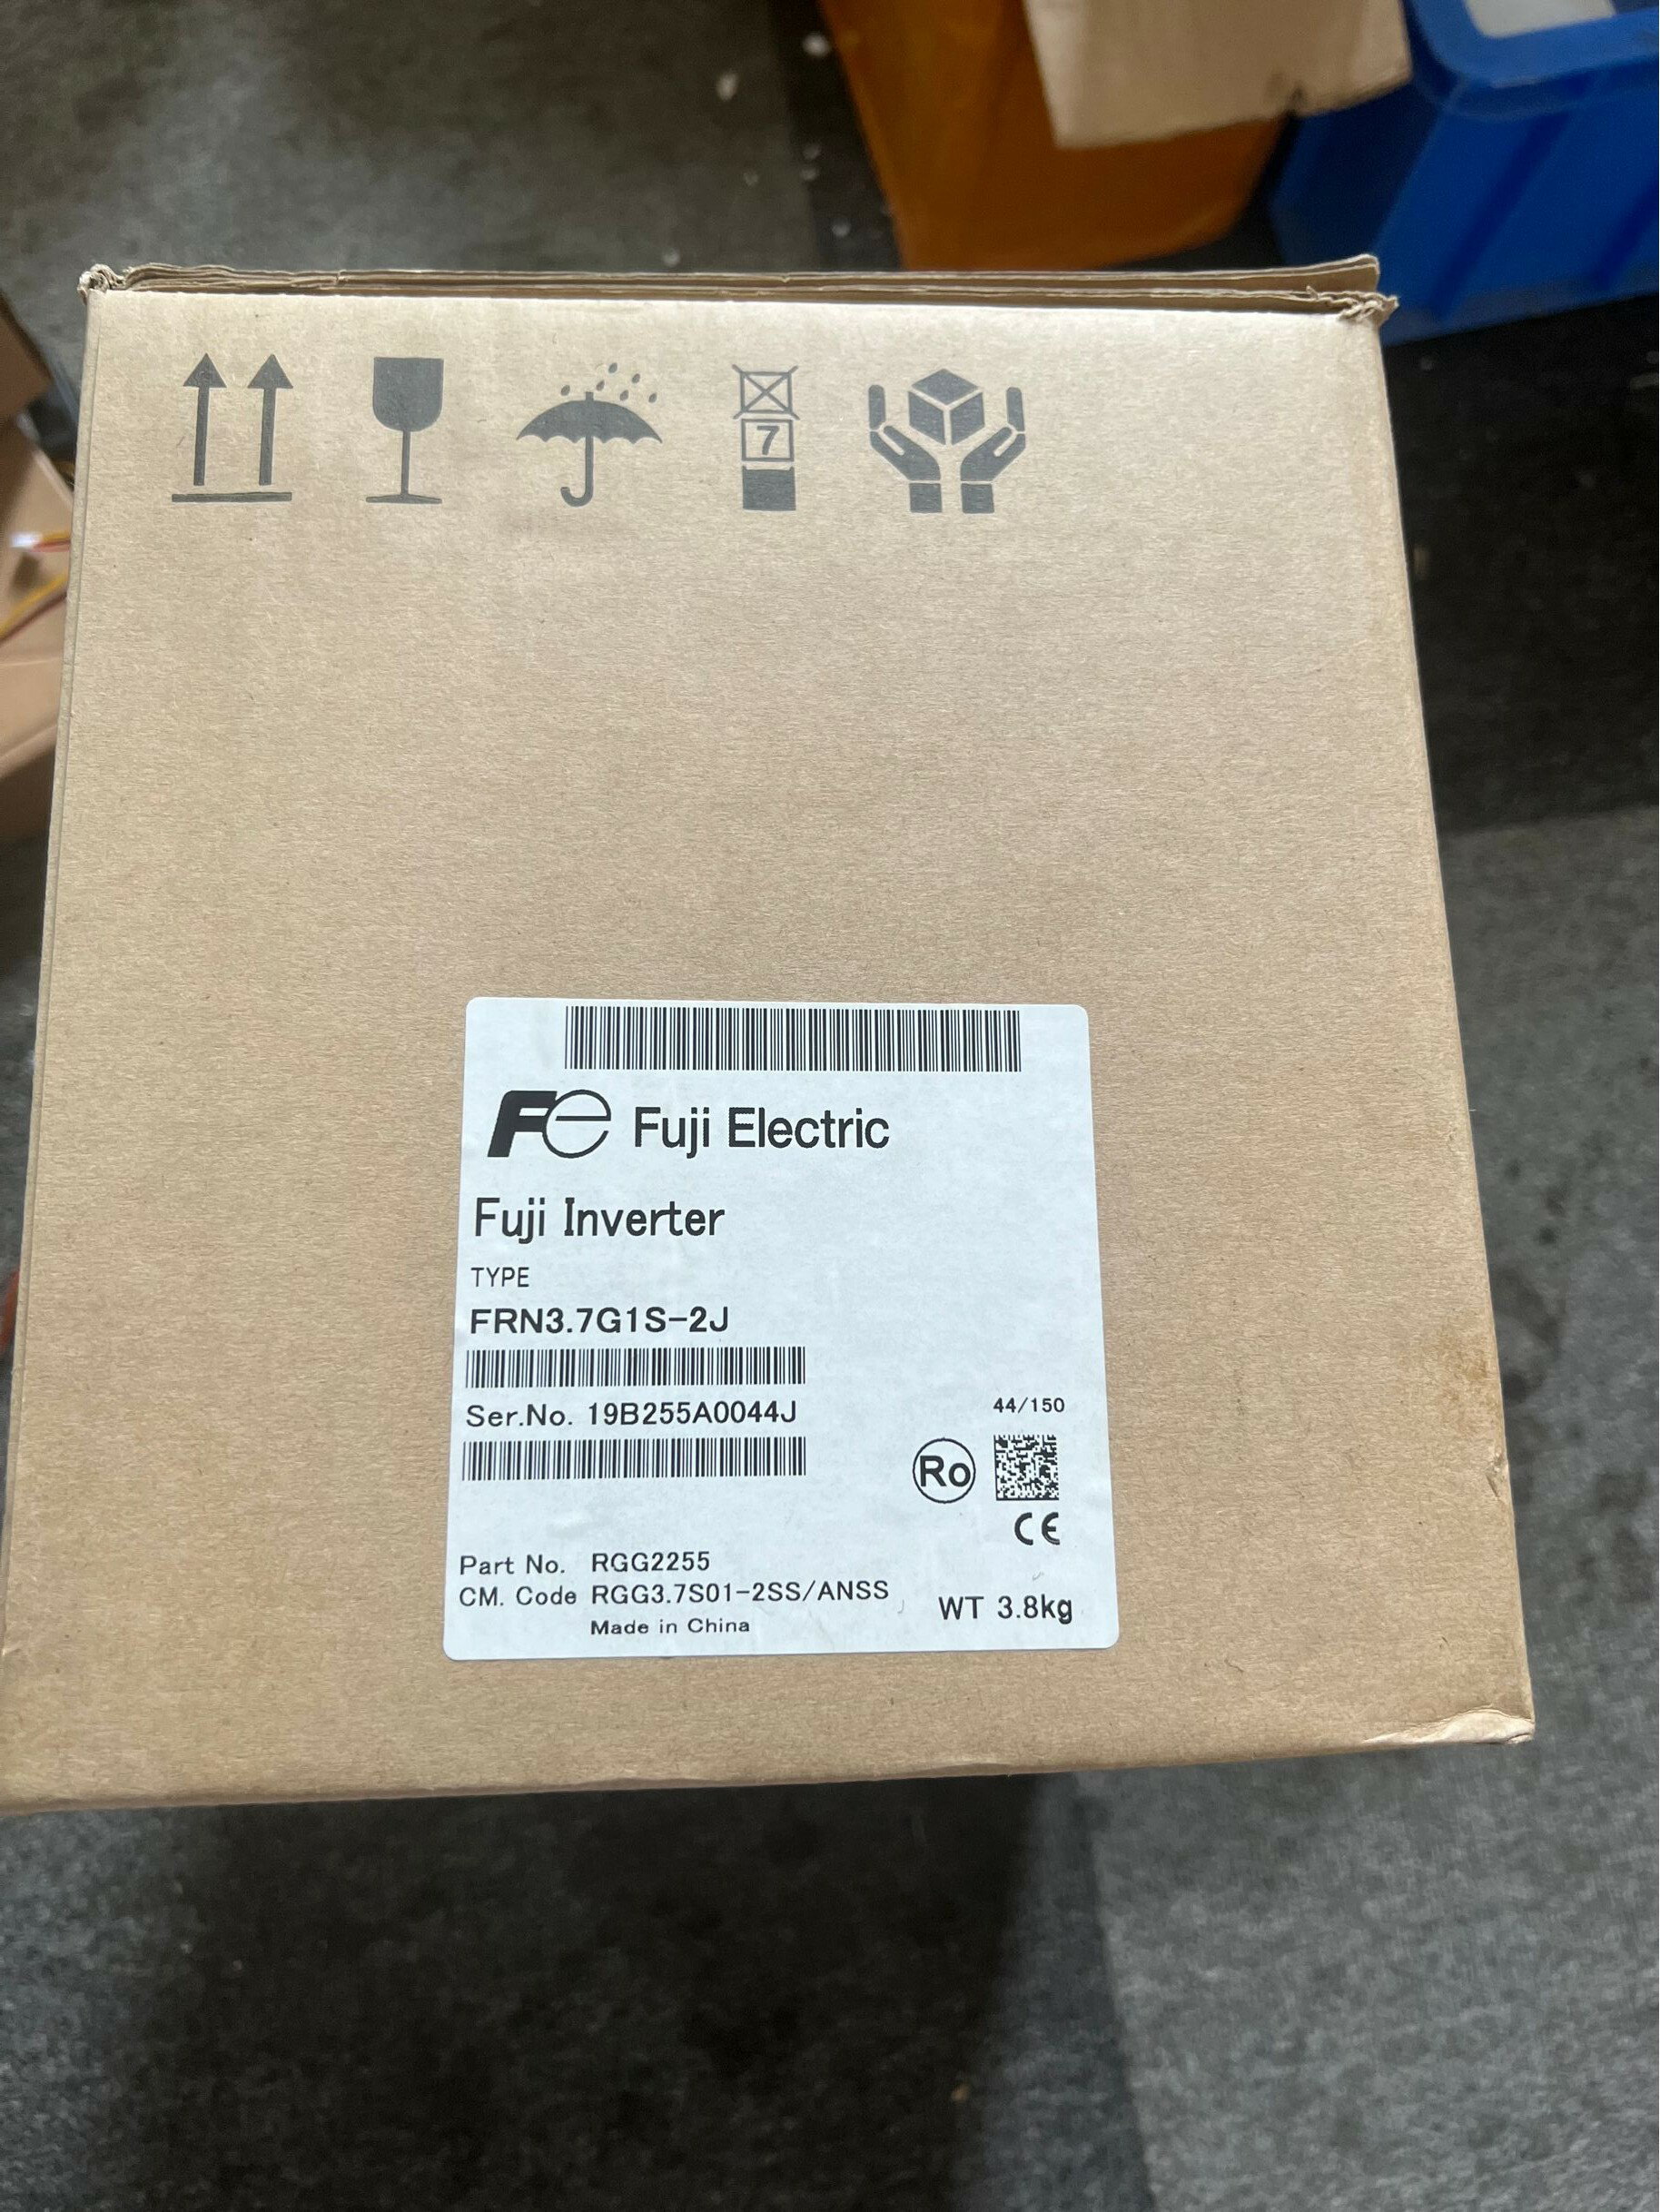 7
Fe Fuji Electric
Fuji Inverter
TYPE
FRN3.7G1S-2J
Ser.No. 19B255A0044J
44/150
Ro
CE
Part No. RGG2255
CM. Code RGG3.7S01-2SS/ANSS
WT 3.8kg
Made in China